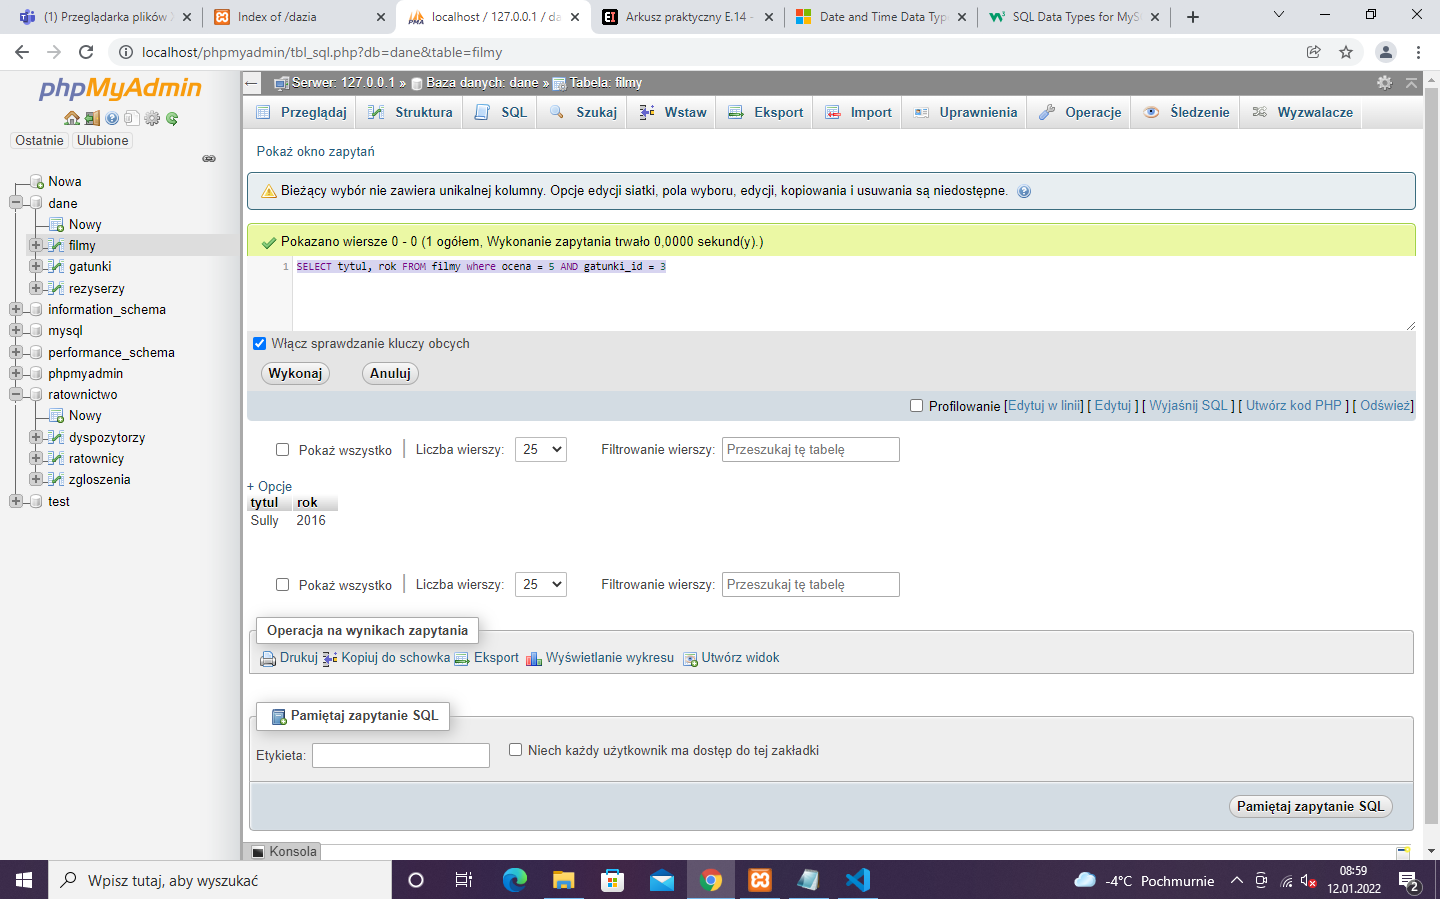 (1) Przeglądarka plików
Index of /dazia
localhost / 127.0.0.1 / da
Arkusz praktyczny E.14 -
Date and Time Data Typ
SQL Data Types for MyS
localhost/phpmyadmin/tbl_sql.php?db=dane&table=filmy
phpMyAdmin
Ostatnie
Ulubione
Nowa
dane
Nowy
filmy
gatunki
rezyserzy
information_schema
mysql
performance_schema
phpmyadmin
ratownictwo
Nowy
dyspozytorzy
ratownicy
zgloszenia
test
Serwer: 127.0.0.1 » Baza danych: dane » Tabela: filmy
Przeglądaj
Struktura
SQL
Szukaj
Wstaw
Eksport
Import
Uprawnienia
Operacje
Śledzenie
Wyzwalacze
Pokaż okno zapytań
Bieżący wybór nie zawiera unikalnej kolumny. Opcje edycji siatki, pola wyboru, edycji, kopiowania i usuwania są niedostępne.
Pokazano wiersze 0 - 0 (1 ogółem, Wykonanie zapytania trwało 0,0000 sekund(y).)
1 SELECT tytul, rok FROM filmy where ocena = 5 AND gatunki_id = 3
Włącz sprawdzanie kluczy obcych
Wykonaj
Anuluj
Profilowanie [Edytuj w linii] [ Edytuj ] [ Wyjaśnij SQL ] [ Utwórz kod PHP ] [ Odśwież]
Pokaż wszystko
Liczba wierszy: 25
Filtrowanie wierszy: Przeszukaj tę tabelę
+ Opcje
tytul rok
Sully 2016
Pokaż wszystko
Liczba wierszy: 25
Filtrowanie wierszy: Przeszukaj tę tabelę
Operacja na wynikach zapytania
Drukuj Kopiuj do schowka Eksport Wyświetlanie wykresu Utwórz widok
Pamiętaj zapytanie SQL
Etykieta:
Niech każdy użytkownik ma dostęp do tej zakładki
Pamiętaj zapytanie SQL
Konsola
Wpisz tutaj, aby wyszukać
-4°C Pochmurnie
08:59
12.01.2022
2